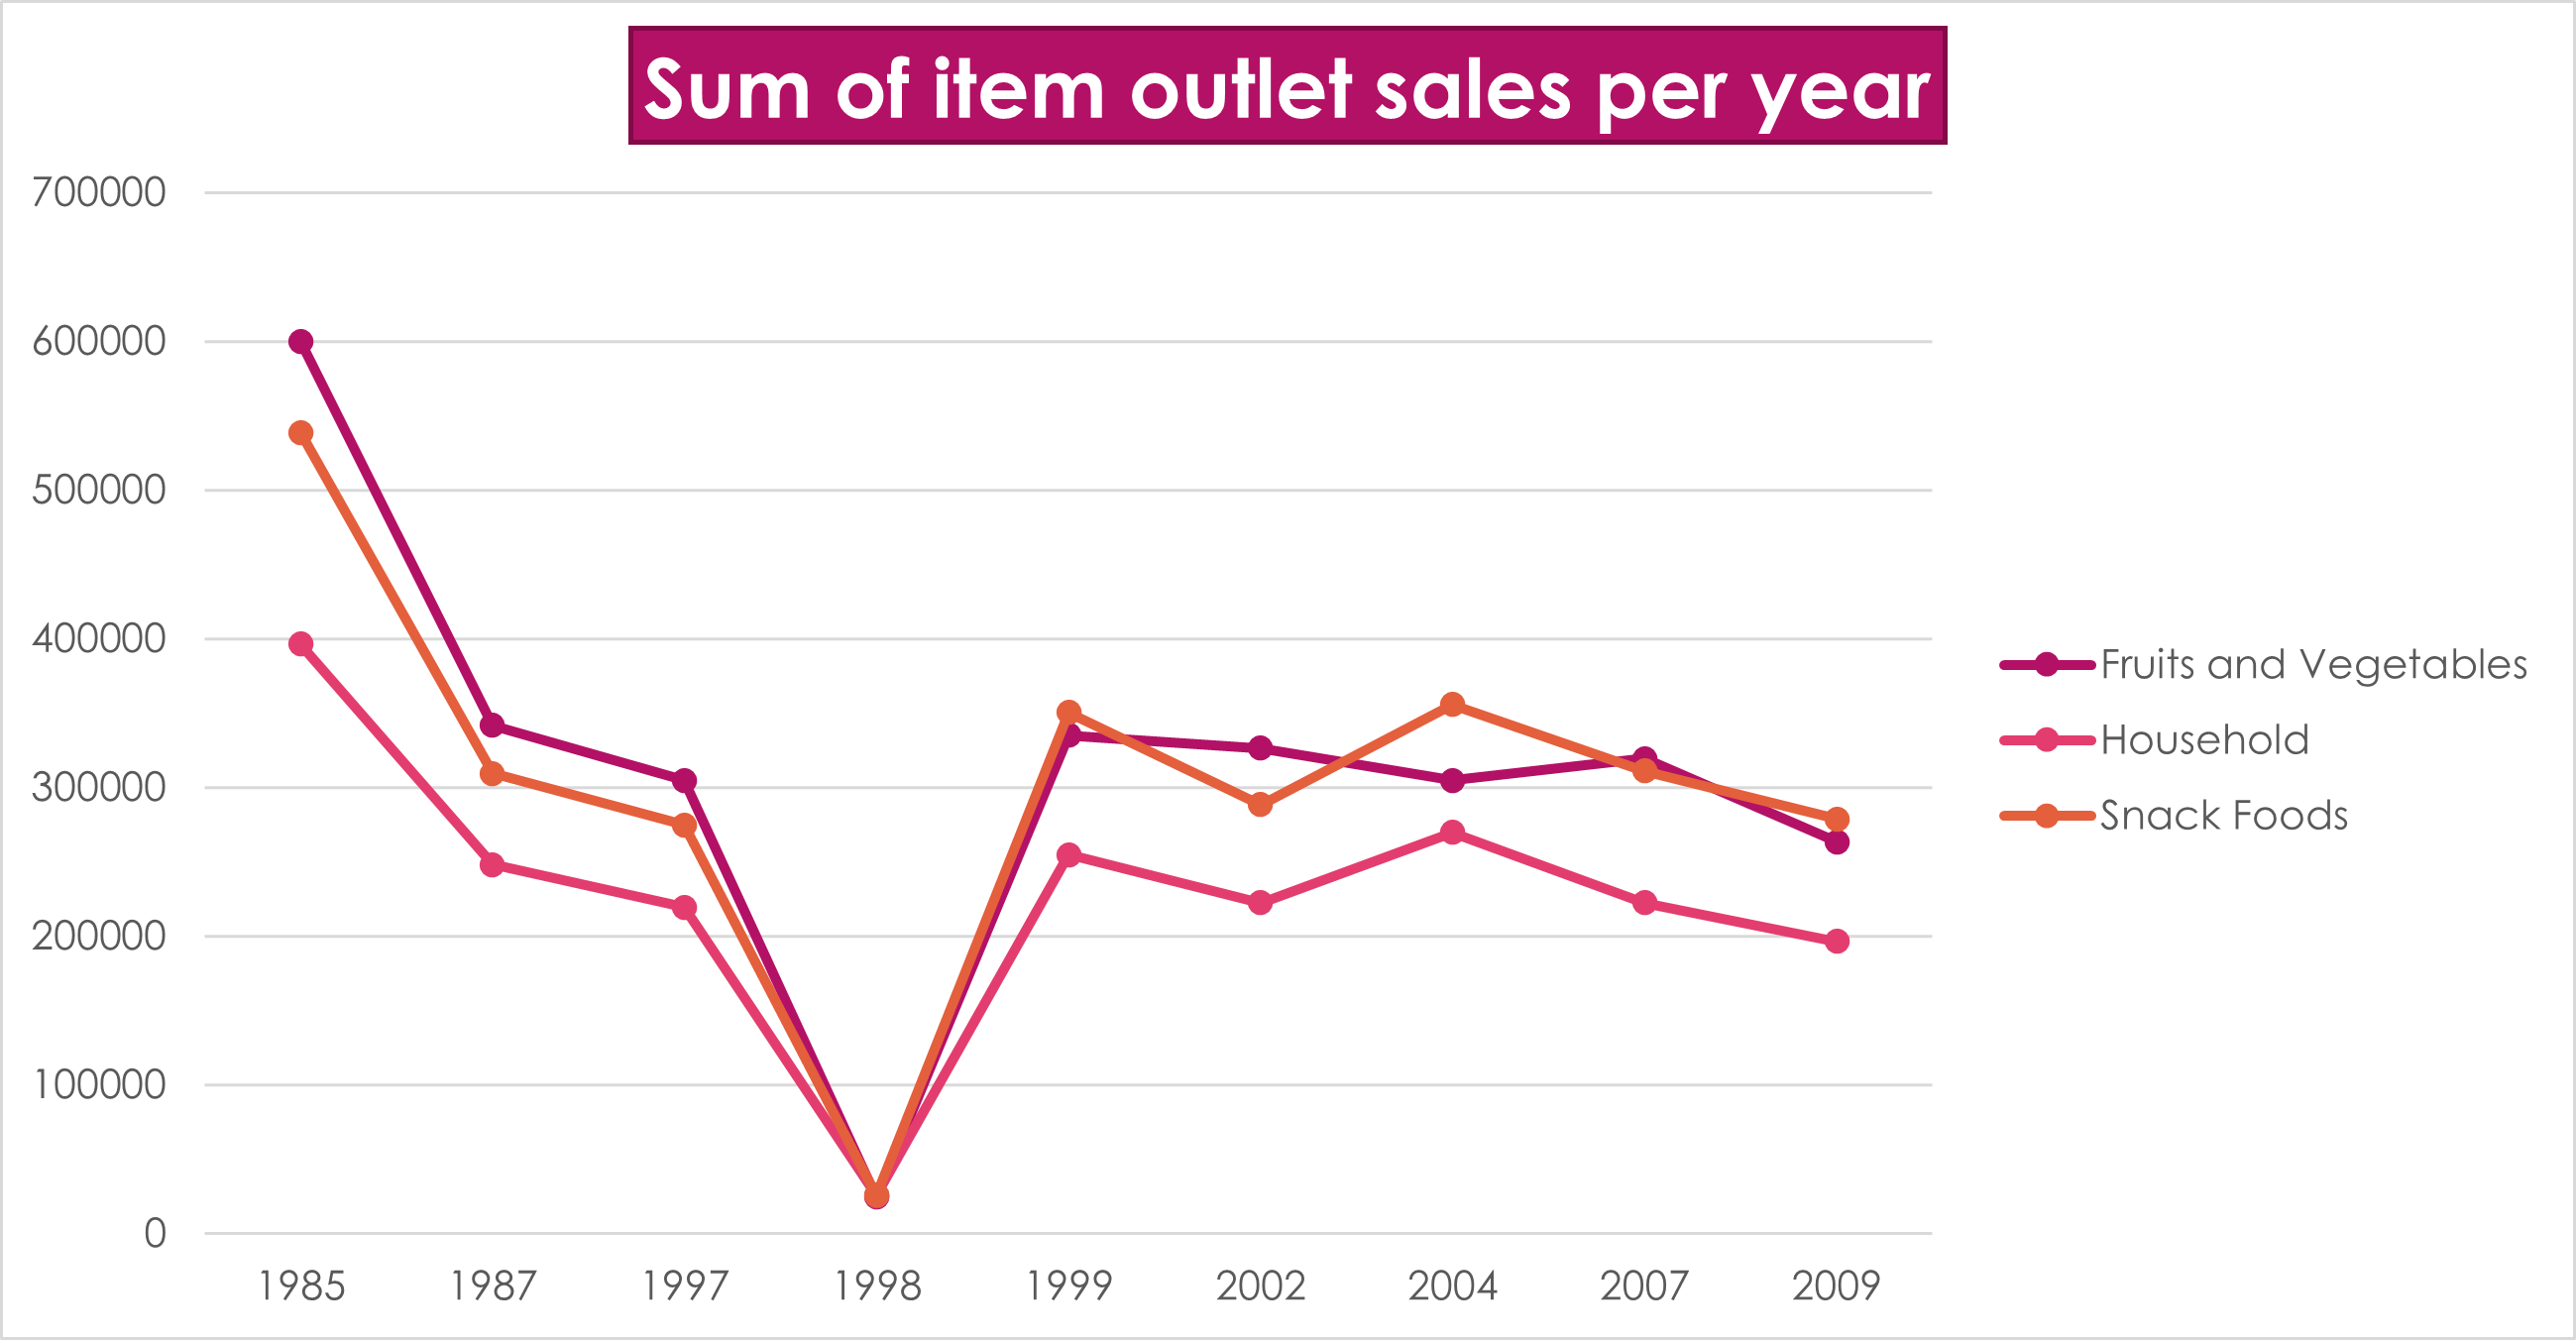 Sum of item outlet sales per year
700000
600000
500000
400000
300000
200000
100000
0
1985 1987 1997 1998 1999 2002 2004 2007 2009
Fruits and Vegetables
Household
Snack Foods